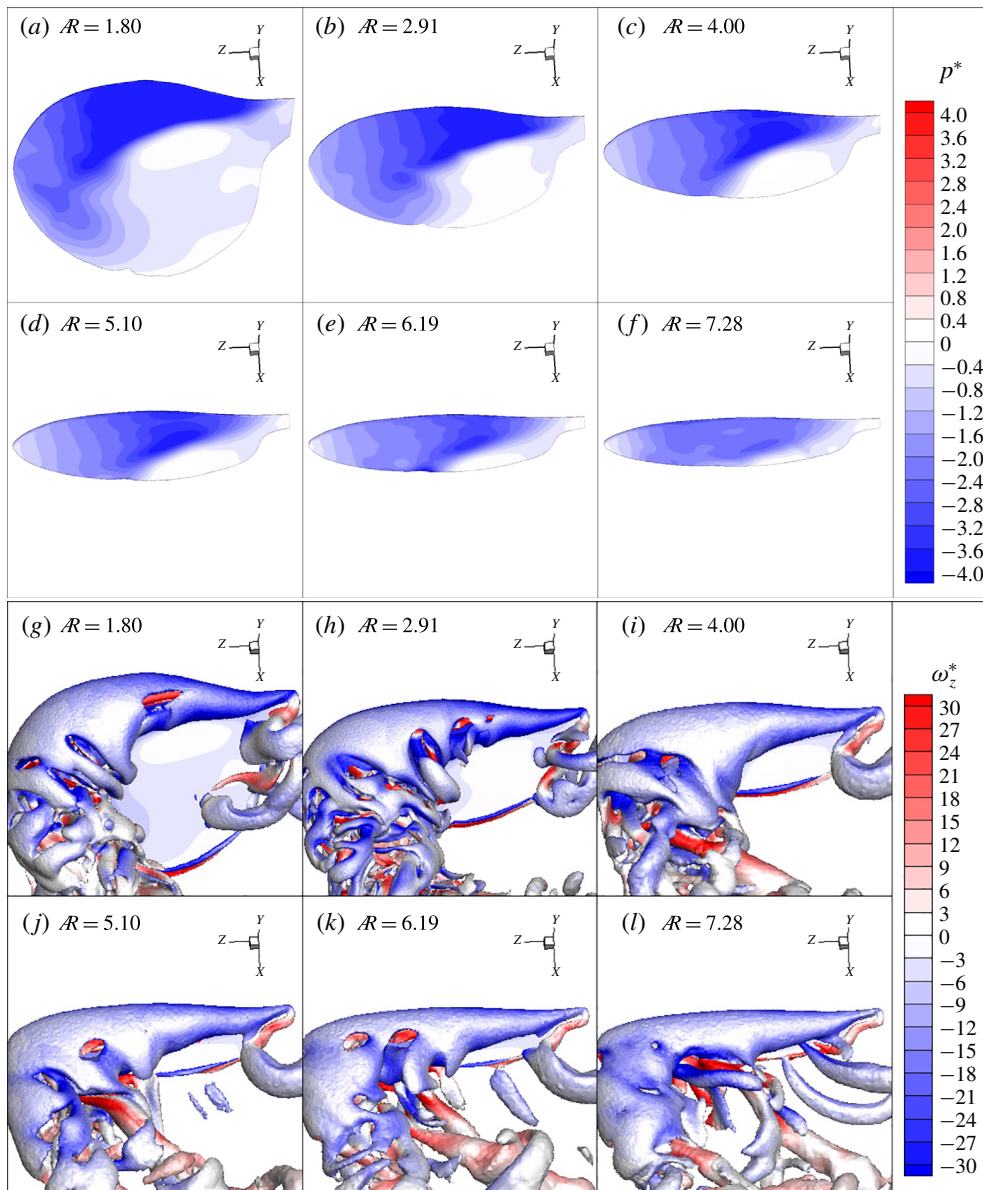 (a) Æ = 1.80
(b) Æ = 2.91
(c) Æ = 4.00
Y
Z
X
Y
Z
X
Y
Z
X
p*
4.0
3.6
3.2
2.8
2.4
2.0
1.6
1.2
0.8
0.4
0
−0.4
−0.8
−1.2
−1.6
−2.0
−2.4
−2.8
−3.2
−3.6
−4.0
(d) Æ = 5.10
(e) Æ = 6.19
(f) Æ = 7.28
Y
Z
X
Y
Z
X
Y
Z
X
(g) Æ = 1.80
(h) Æ = 2.91
(i) Æ = 4.00
Y
Z
X
Y
Z
X
Y
Z
X
ω*z
30
27
24
21
18
15
12
9
6
3
0
−3
−6
−9
−12
−15
−18
−21
−24
−27
−30
(j) Æ = 5.10
(k) Æ = 6.19
(l) Æ = 7.28
Y
Z
X
Y
Z
X
Y
Z
X